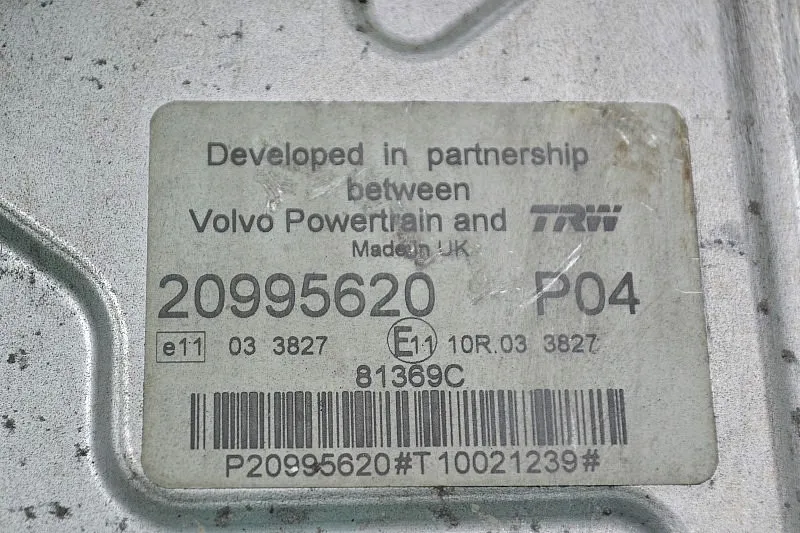 Developed in partnership
between
Volvo Powertrain and TRW
Made in UK
20995620 P04
e11 03 3827 E11 10R.03 3827
81369C
P20995620#T10021239#